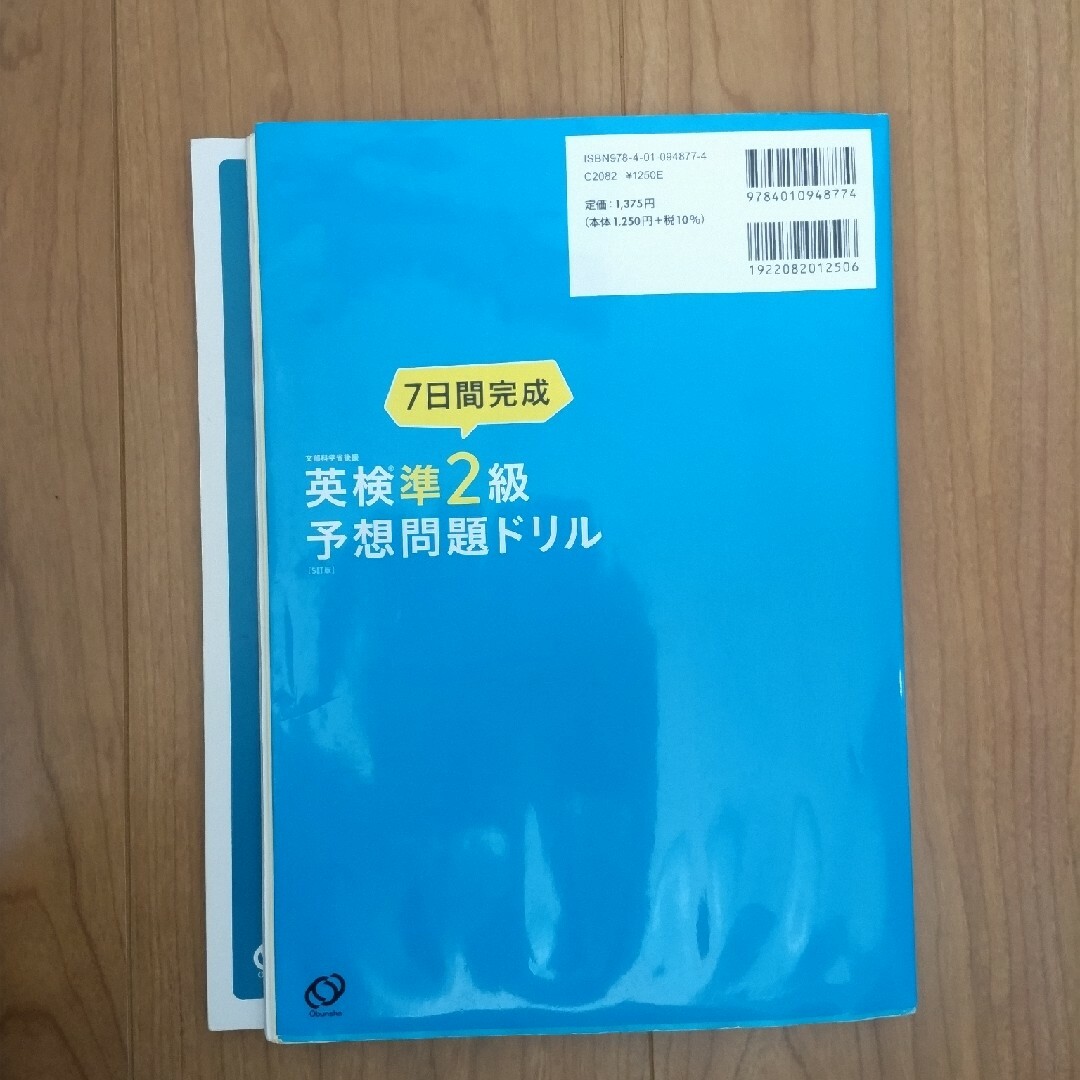 ISBN978-4-01-094877-4
C2082 ¥1250E
定価：1,375円
（本体1,250円＋税10%）
9784010948774
1922082012506
7日間完成
文部科学省後援
英検®準2級
予想問題ドリル
［5訂版］
Obunsha